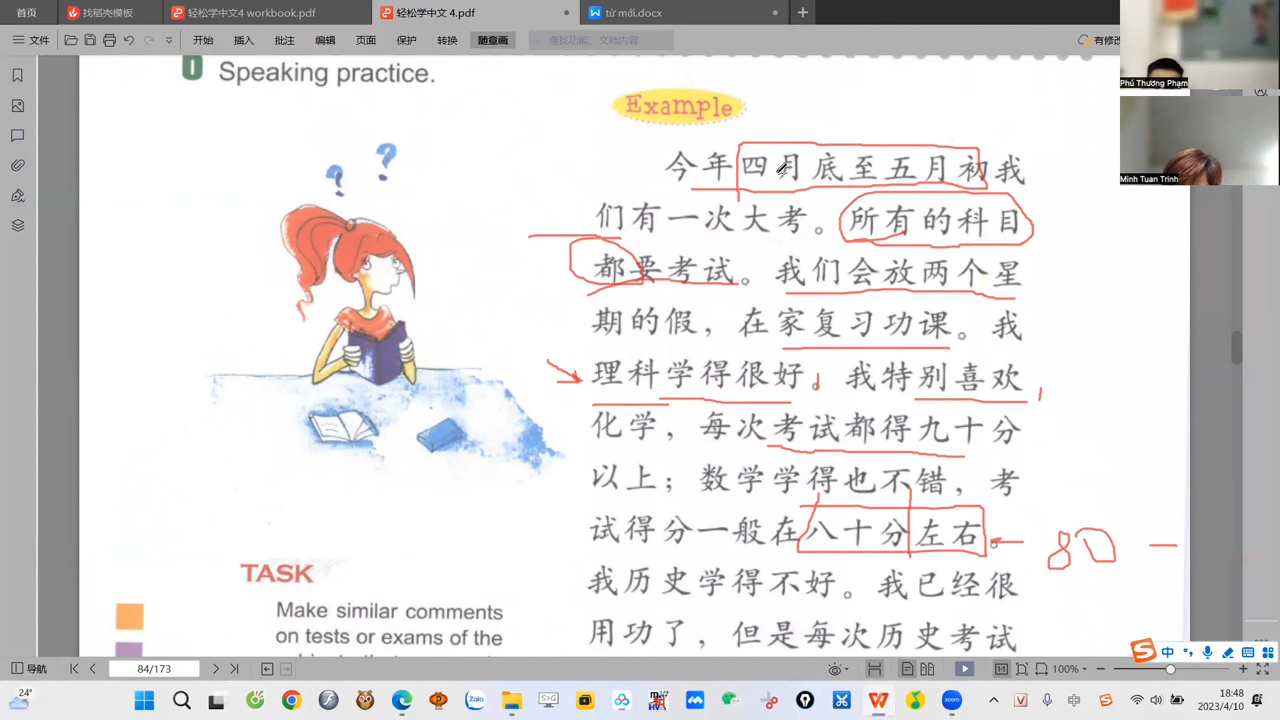 首页
找稻壳模板
轻松学中文4 workbook.pdf
轻松学中文 4.pdf
từ mới.docx
文件
开始
插入
批注
编辑
页面
保护
转换
随意画
查找功能、文档内容
有修改
Phú Thương Phạm
Minh Tuan Trinh
Speaking practice.
Example
今年四月底至五月初我
们有一次大考。所有的科目
都要考试。我们会放两个星
期的假，在家复习功课。我
理科学得很好。我特别喜欢
化学，每次考试都得九十分
以上；数学学得也不错，考
试得分一般在八十分左右。
80
我历史学得不好。我已经很
用功了，但是每次历史考试
TASK
Make similar comments
on tests or exams of the
中
导航
84/173
100%
24°
18:48
2023/4/10